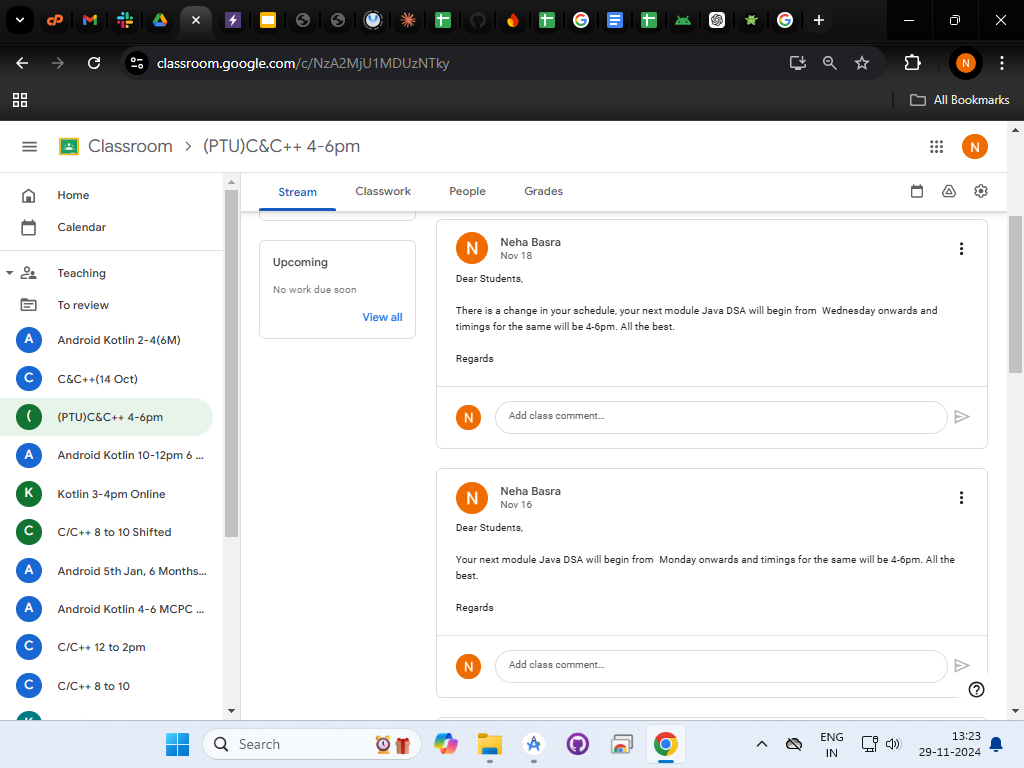 classroom.google.com/c/NzA2MjU1MDUzNTky
N
All Bookmarks
Classroom > (PTU)C&C++ 4-6pm
N
Home
Calendar
Teaching
To review
A Android Kotlin 2-4(6M)
C C&C++(14 Oct)
( (PTU)C&C++ 4-6pm
A Android Kotlin 10-12pm 6 ...
K Kotlin 3-4pm Online
C C/C++ 8 to 10 Shifted
A Android 5th Jan, 6 Months...
A Android Kotlin 4-6 MCPC ...
C C/C++ 12 to 2pm
C C/C++ 8 to 10
Stream Classwork People Grades
Upcoming
No work due soon
View all
N Neha Basra
Nov 18
Dear Students,
There is a change in your schedule, your next module Java DSA will begin from Wednesday onwards and
timings for the same will be 4-6pm. All the best.
Regards
N Add class comment...
N Neha Basra
Nov 16
Dear Students,
Your next module Java DSA will begin from Monday onwards and timings for the same will be 4-6pm. All the
best.
Regards
N Add class comment...
Search
ENG
IN
13:23
29-11-2024